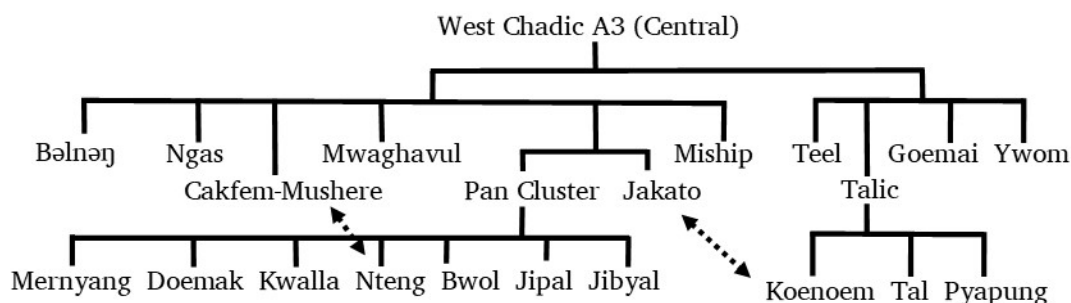 West Chadic A3 (Central)
Bəlnəŋ Ngas Mwaghavul Miship Teel Goemai Ywom
Cakfem-Mushere Pan Cluster Jakato Talic
Mernyang Doemak Kwalla Nteng Bwol Jipal Jibyal Koenoem Tal Pyapung